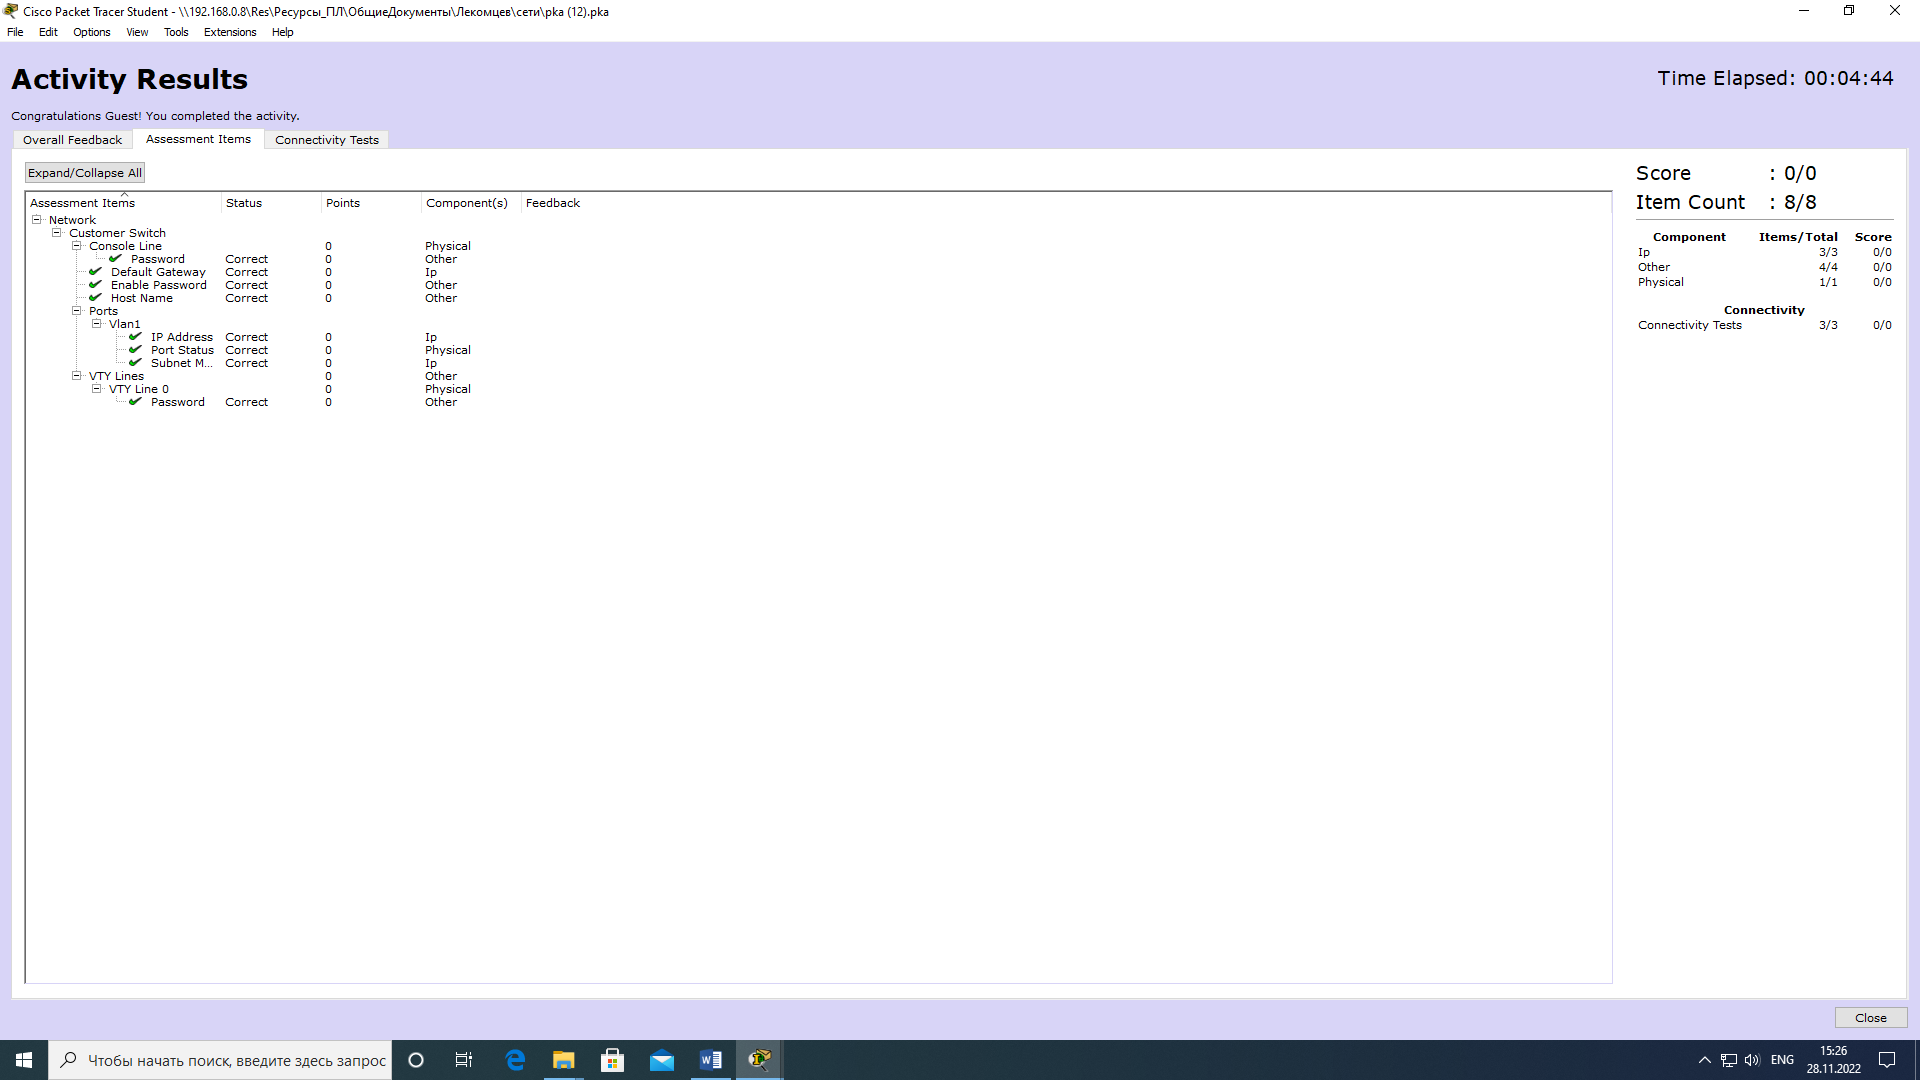 Cisco Packet Tracer Student - \\192.168.0.8\Res\Ресурсы_ПЛ\ОбщиеДокументы\Лекомцев\сети\pka (12).pka
File Edit Options View Tools Extensions Help
Activity Results
Time Elapsed: 00:04:44
Congratulations Guest! You completed the activity.
Overall Feedback Assessment Items Connectivity Tests
Expand/Collapse All
Assessment Items Status Points Component(s) Feedback
Network
Customer Switch
Console Line 0 Physical
Password Correct 0 Other
Default Gateway Correct 0 Ip
Enable Password Correct 0 Other
Host Name Correct 0 Other
Ports
Vlan1
IP Address Correct 0 Ip
Port Status Correct 0 Physical
Subnet M... Correct 0 Ip
VTY Lines 0 Other
VTY Line 0 0 Physical
Password Correct 0 Other
Score : 0/0
Item Count : 8/8
Component Items/Total Score
Ip 3/3 0/0
Other 4/4 0/0
Physical 1/1 0/0
Connectivity
Connectivity Tests 3/3 0/0
Close
Чтобы начать поиск, введите здесь запрос
ENG
15:26
28.11.2022